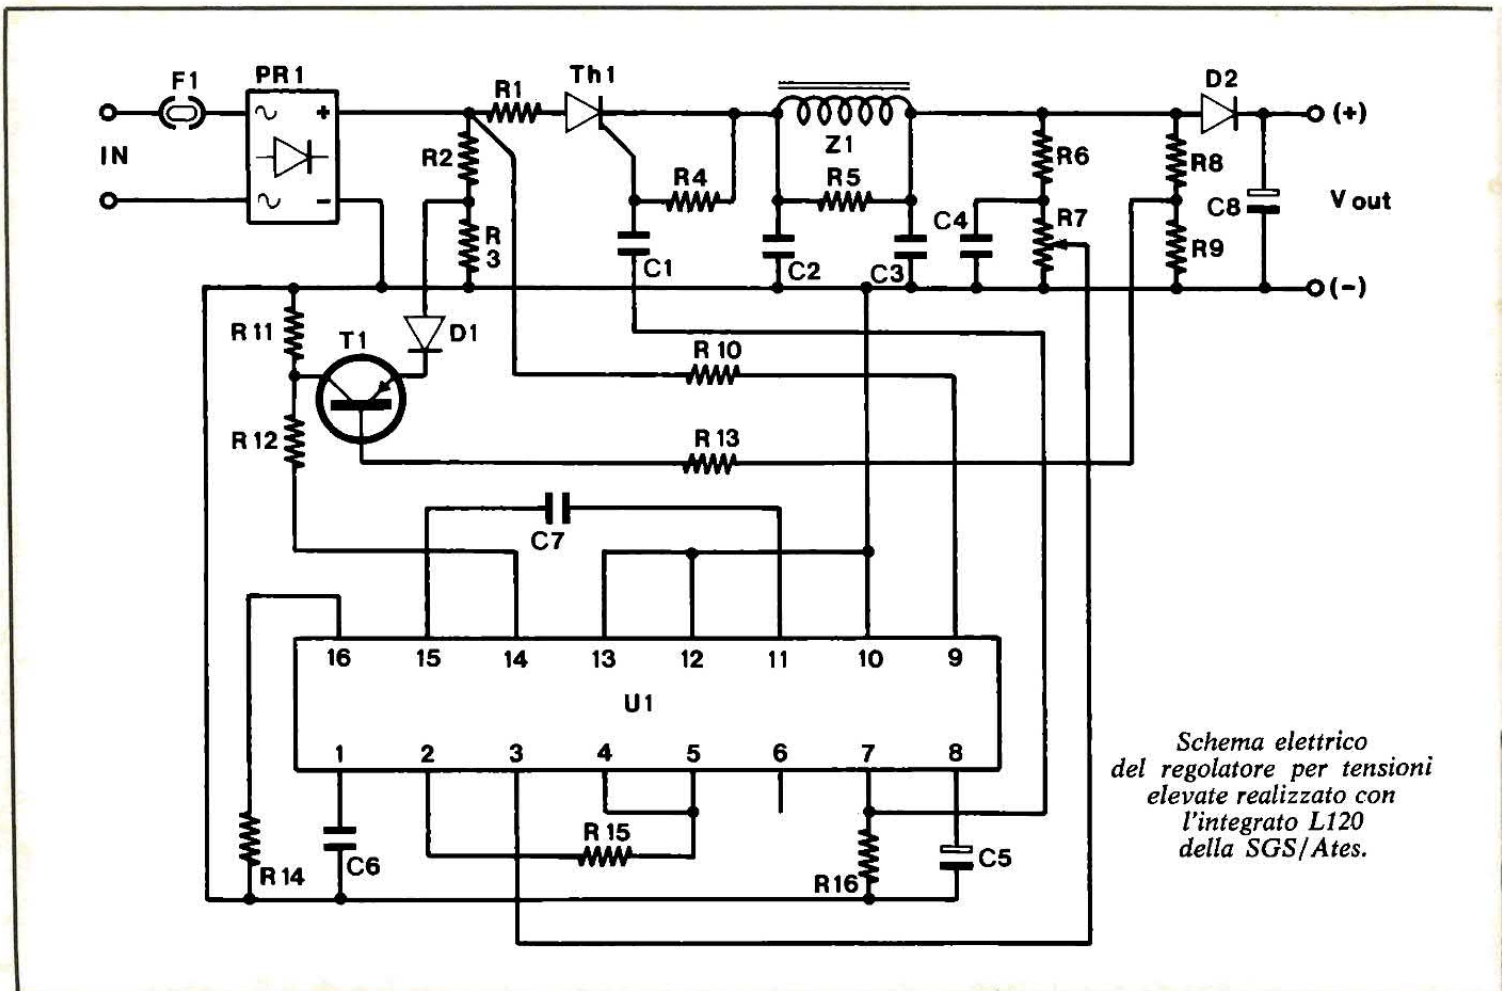 F1
PR1
R1
Th1
D2
(+)
IN
+
-
R2
R
3
R4
Z1
R5
C4
R6
R7
R8
R9
C8
V out
C1
C2
C3
(-)
R11
T1
D1
R10
R12
R13
C7
16 15 14 13 12 11 10 9
U1
1 2 3 4 5 6 7 8
R14
C6
R15
R16
C5
Schema elettrico
del regolatore per tensioni
elevate realizzato con
l'integrato L120
della SGS/Ates.